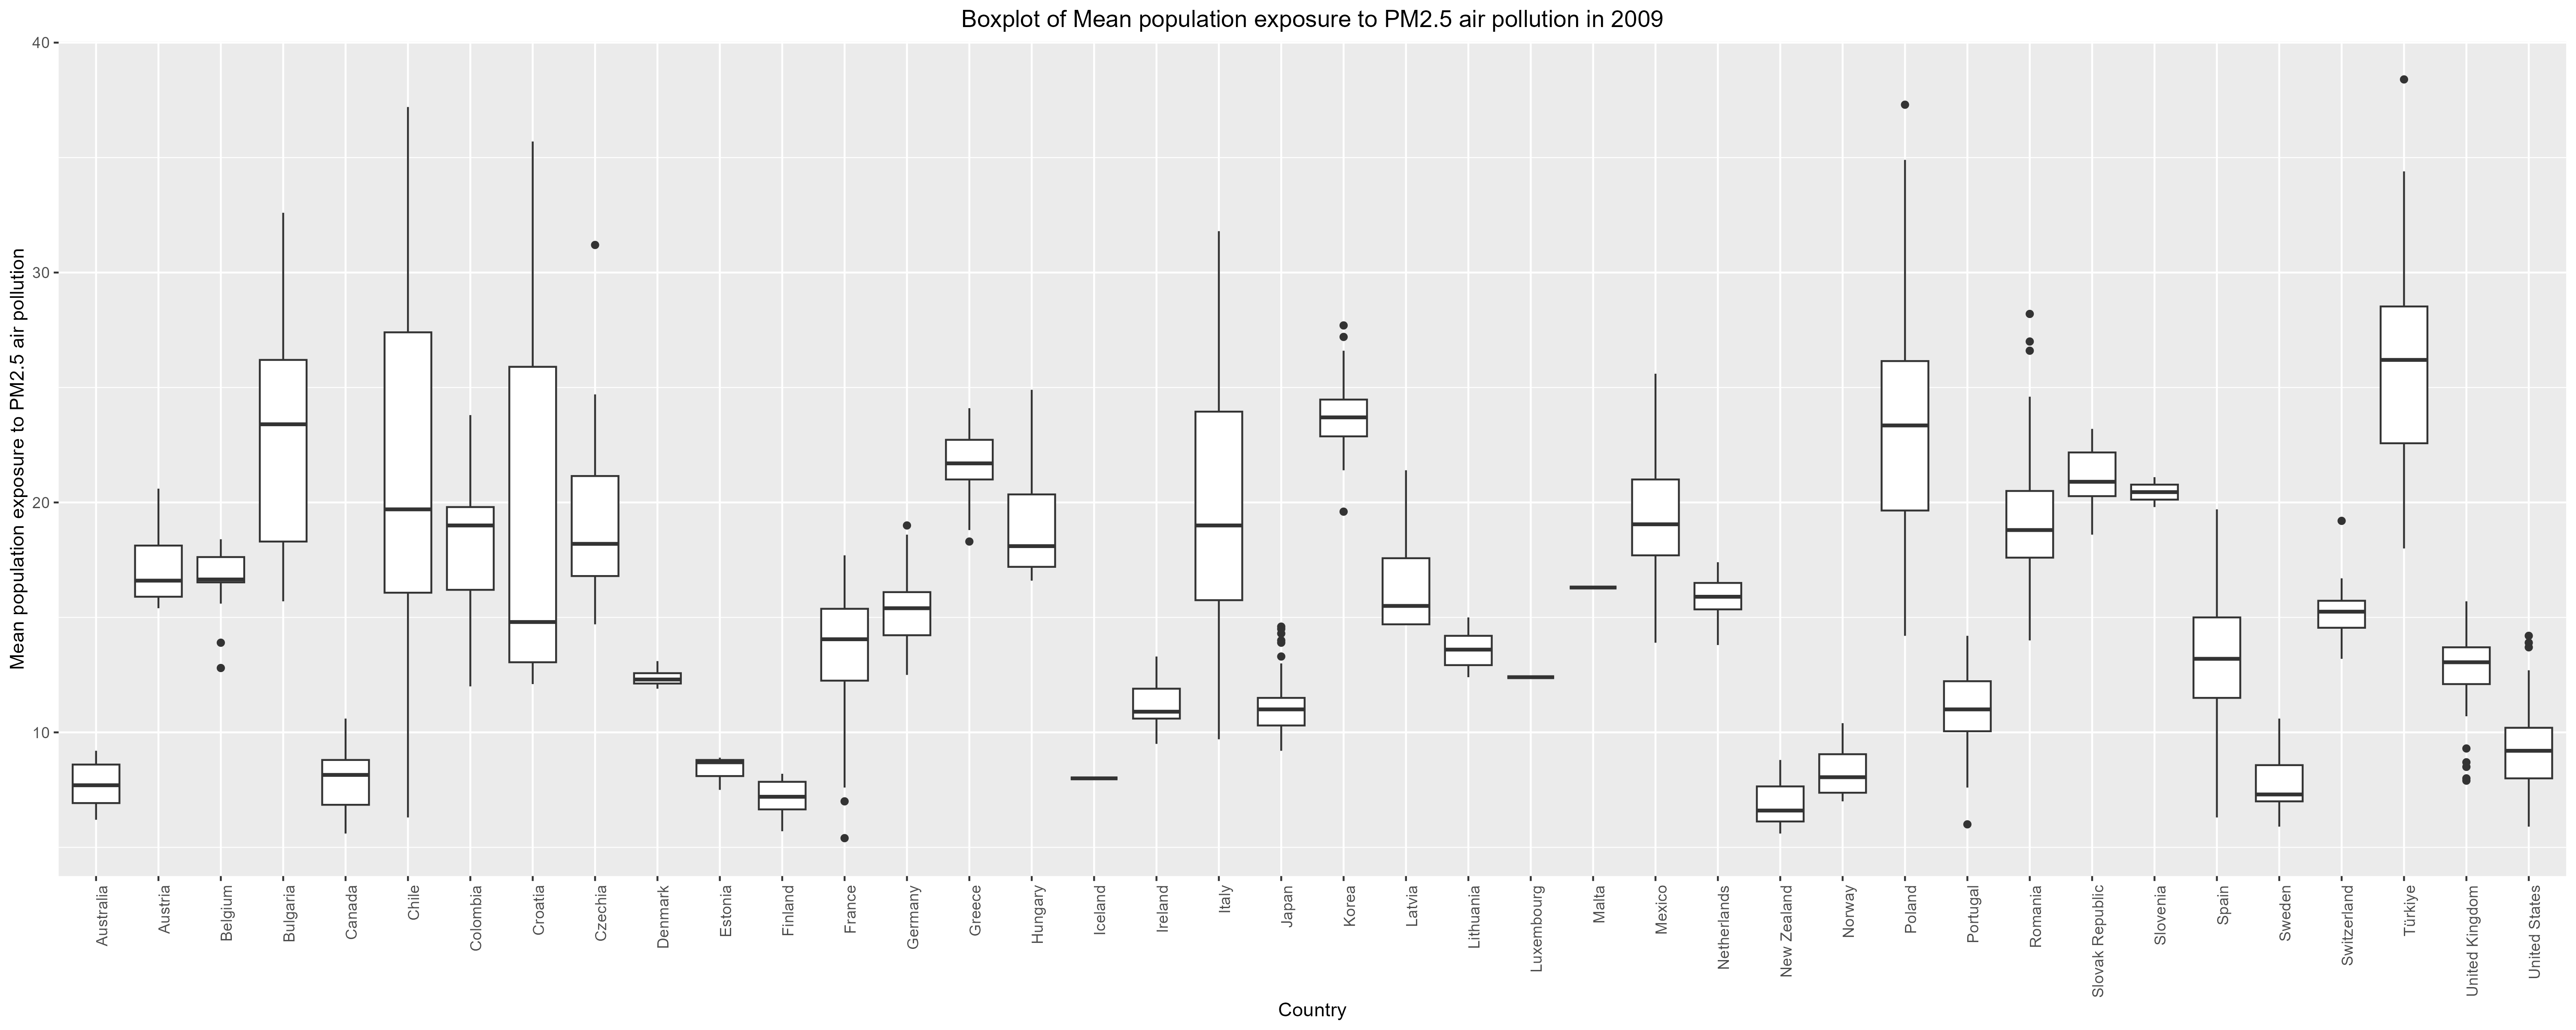 Boxplot of Mean population exposure to PM2.5 air pollution in 2009
Mean population exposure to PM2.5 air pollution
40
30
20
10
Australia
Austria
Belgium
Bulgaria
Canada
Chile
Colombia
Croatia
Czechia
Denmark
Estonia
Finland
France
Germany
Greece
Hungary
Iceland
Ireland
Italy
Japan
Korea
Latvia
Lithuania
Luxembourg
Malta
Mexico
Netherlands
New Zealand
Norway
Poland
Portugal
Romania
Slovak Republic
Slovenia
Spain
Sweden
Switzerland
Türkiye
United Kingdom
United States
Country